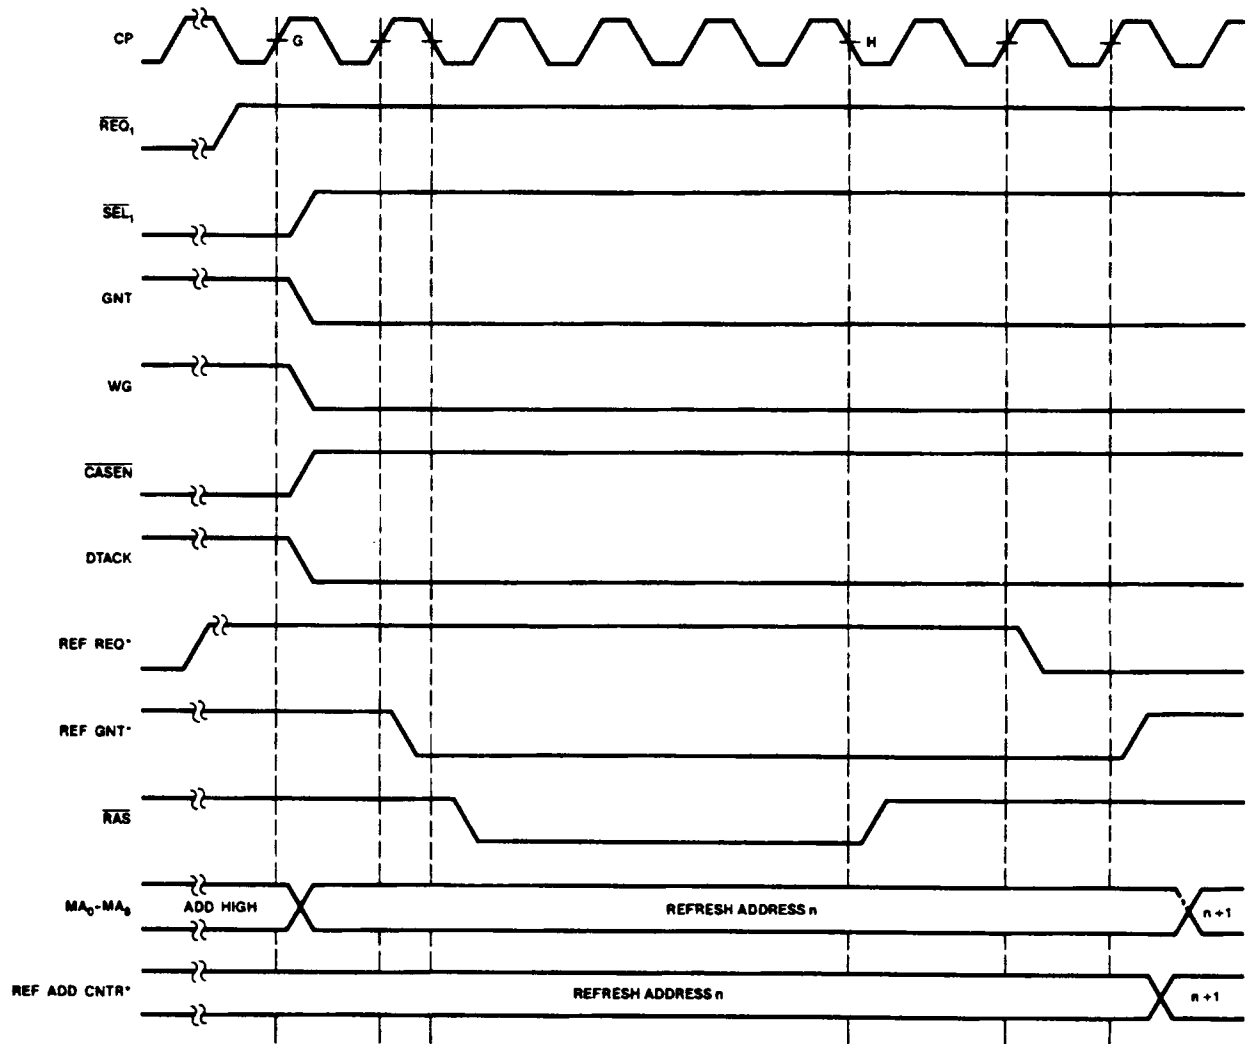 CP
G
H
REQ₁
SEL₁
GNT
WG
CASEN
DTACK
REF REQ*
REF GNT*
RAS
MA₀-MA₈
ADD HIGH
REFRESH ADDRESS n
n+1
REF ADD CNTR*
REFRESH ADDRESS n
n+1